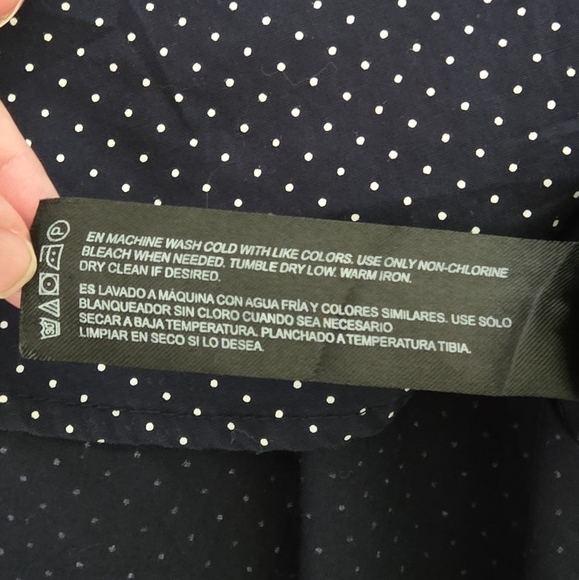 EN MACHINE WASH COLD WITH LIKE COLORS. USE ONLY NON-CHLORINE
BLEACH WHEN NEEDED. TUMBLE DRY LOW. WARM IRON.
DRY CLEAN IF DESIRED.
ES LAVADO A MÁQUINA CON AGUA FRÍA Y COLORES SIMILARES. USE SÓLO
BLANQUEADOR SIN CLORO CUANDO SEA NECESARIO
SECAR A BAJA TEMPERATURA. PLANCHADO A TEMPERATURA TIBIA.
LIMPIAR EN SECO SI LO DESEA.
P